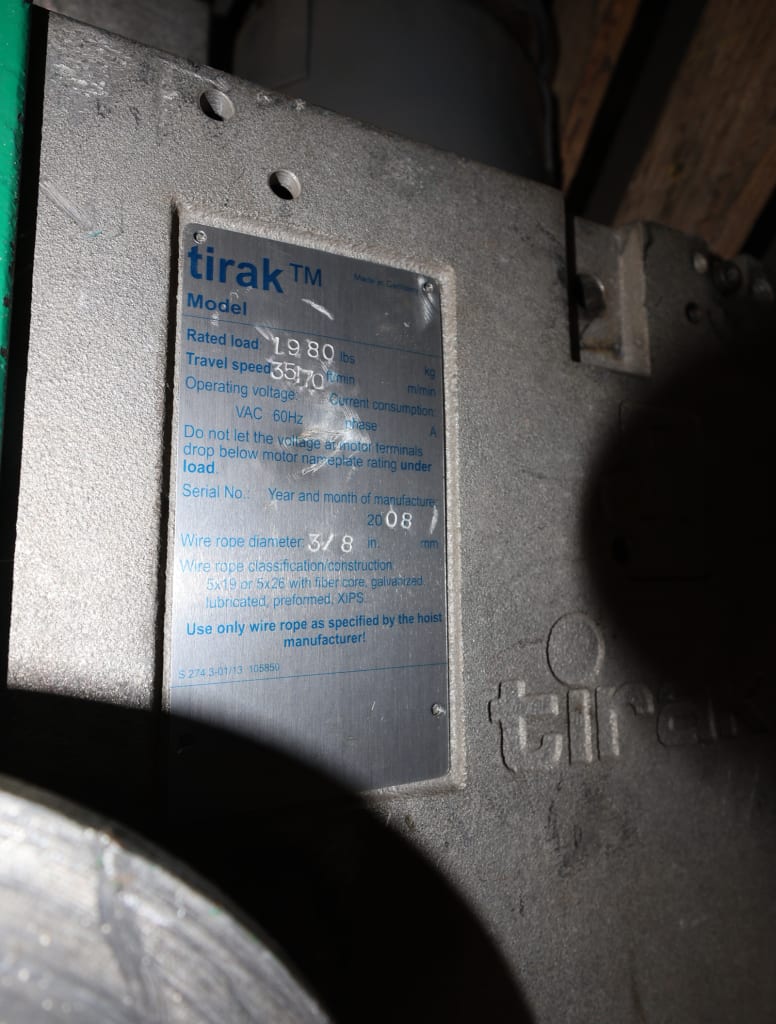 tirak™ Made in Germany
Model
Rated load: 1980 lbs kg
Travel speed 35/70 ft/min m/min
Operating voltage: Current consumption:
VAC 60Hz phase A
Do not let the voltage at motor terminals
drop below motor nameplate rating under
load.
Serial No.: Year and month of manufacture:
2008 /
Wire rope diameter: 3/8 in. mm
Wire rope classification/construction:
5x19 or 5x26 with fiber core, galvanized,
lubricated, preformed, XIPS.
Use only wire rope as specified by the hoist
manufacturer!
S 274.3-01/13 105850
tirak